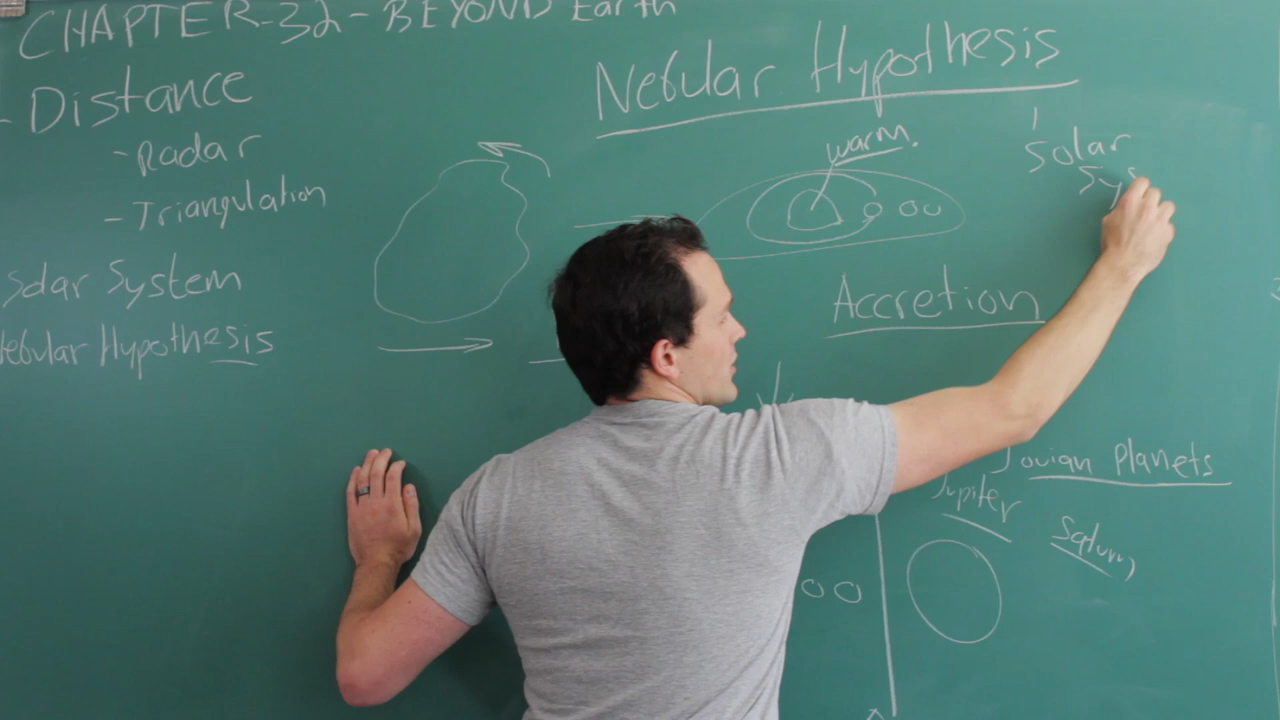 CHAPTER-32-BEYOND Earth
- Distance
- Radar
- Triangulation
Solar System
Nebular Hypothesis
Nebular Hypothesis
warm.
Solar
Sys
Accretion
Jovian Planets
Jupiter
Saturn